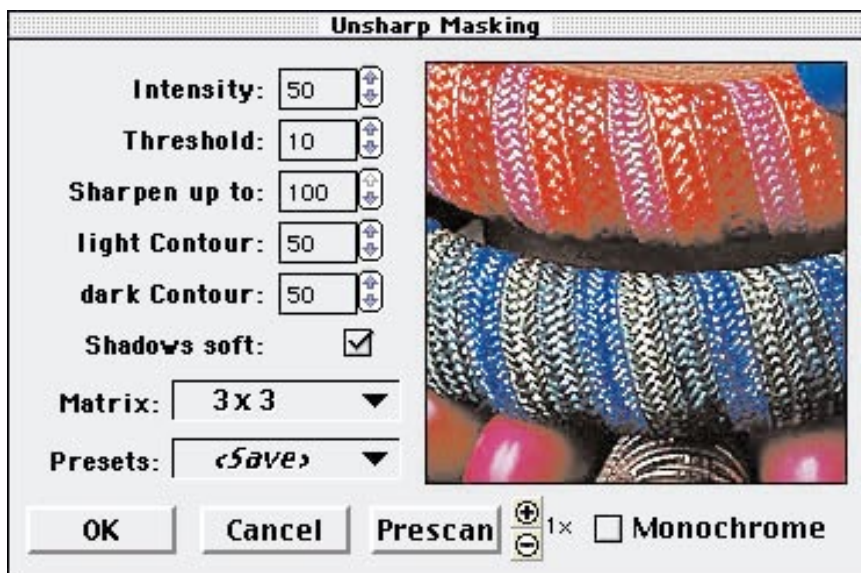 Unsharp Masking
Intensity: 50
Threshold: 10
Sharpen up to: 100
light Contour: 50
dark Contour: 50
Shadows soft:
Matrix: 3 x 3
Presets: <Save>
OK Cancel Prescan 1x Monochrome